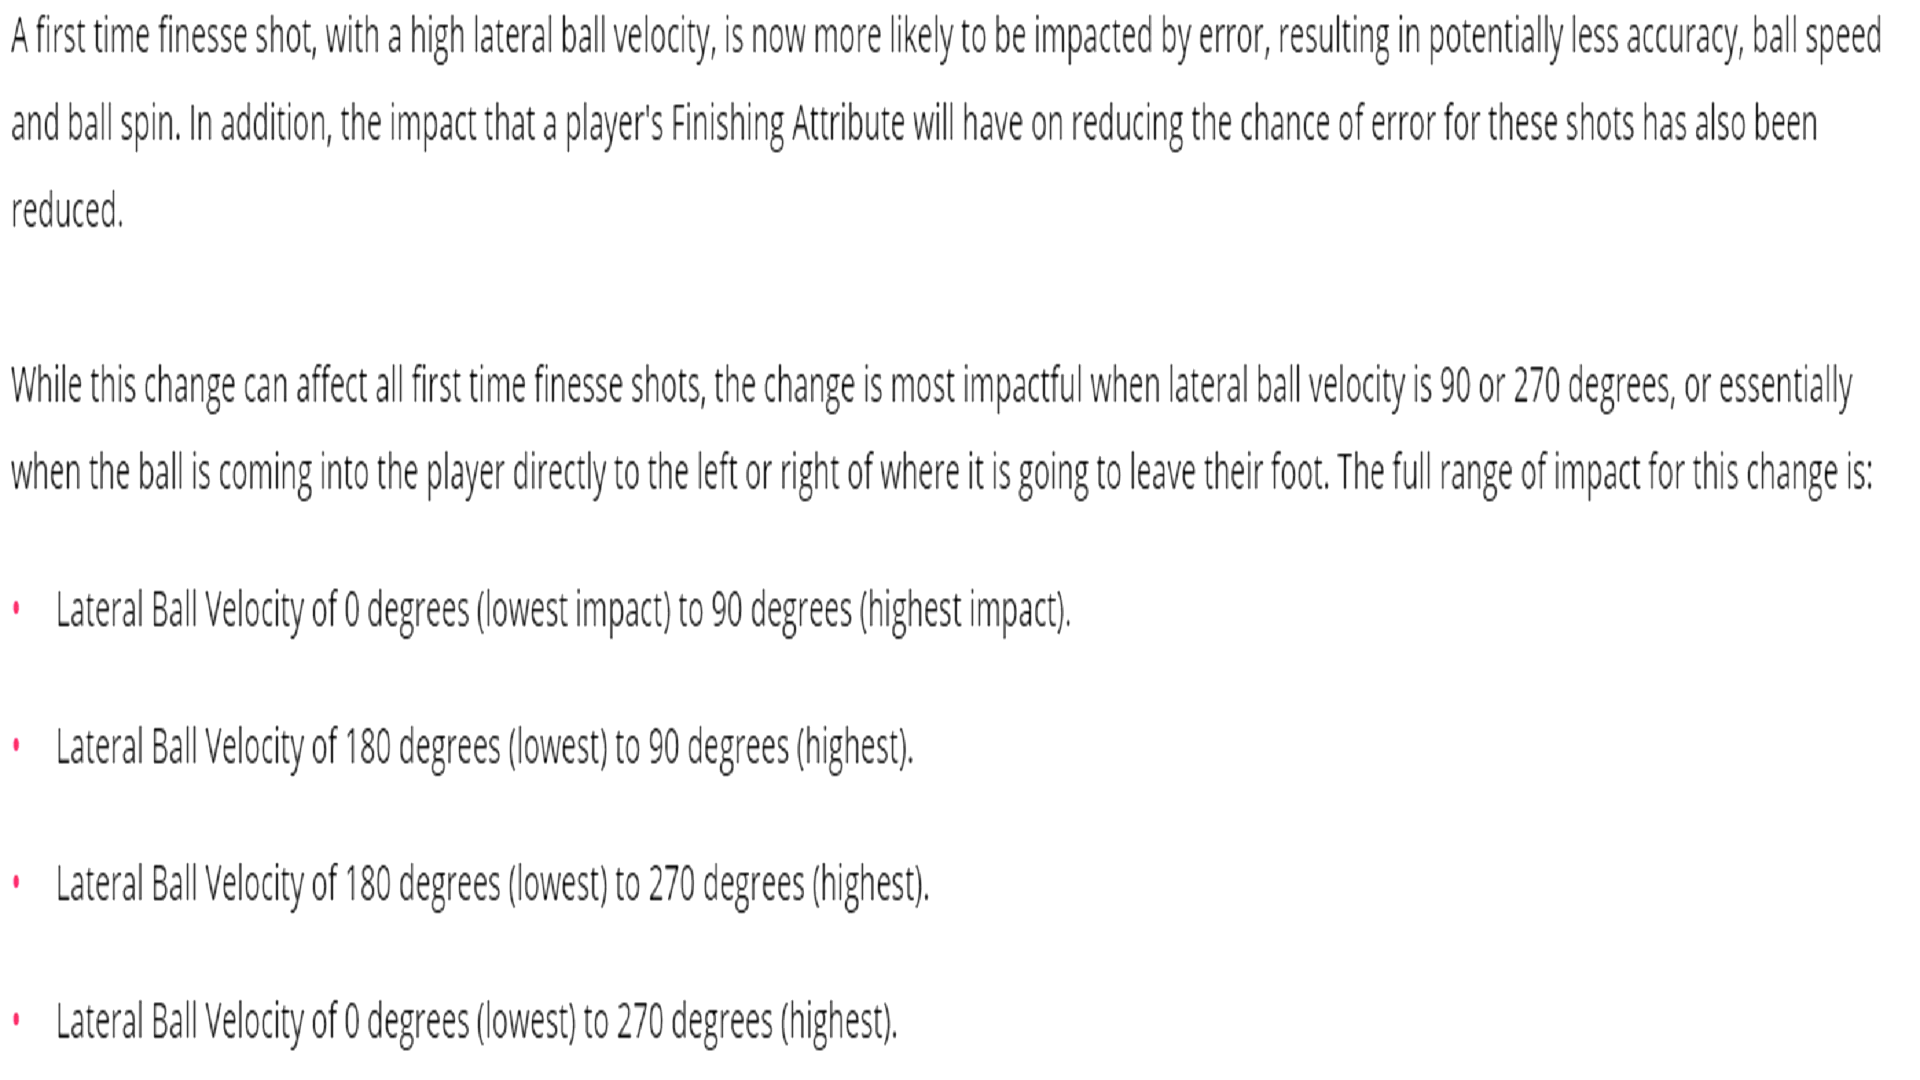 A first time finesse shot, with a high lateral ball velocity, is now more likely to be impacted by error, resulting in potentially less accuracy, ball speed
and ball spin. In addition, the impact that a player's Finishing Attribute will have on reducing the chance of error for these shots has also been
reduced.
While this change can affect all first time finesse shots, the change is most impactful when lateral ball velocity is 90 or 270 degrees, or essentially
when the ball is coming into the player directly to the left or right of where it is going to leave their foot. The full range of impact for this change is:
• Lateral Ball Velocity of 0 degrees (lowest impact) to 90 degrees (highest impact).
• Lateral Ball Velocity of 180 degrees (lowest) to 90 degrees (highest).
• Lateral Ball Velocity of 180 degrees (lowest) to 270 degrees (highest).
• Lateral Ball Velocity of 0 degrees (lowest) to 270 degrees (highest).